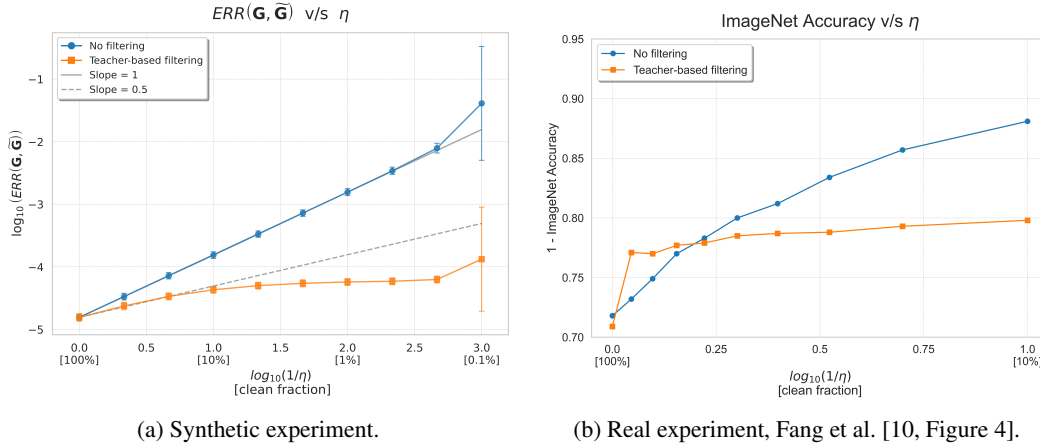 ERR(G, G̃) v/s η
No filtering
Teacher-based filtering
Slope = 1
Slope = 0.5
log₁₀(ERR(G, G̃))
−1
−2
−3
−4
−5
0.0 0.5 1.0 1.5 2.0 2.5 3.0
[100%] [10%] [1%] [0.1%]
log₁₀(1/η)
[clean fraction]
(a) Synthetic experiment.
ImageNet Accuracy v/s η
No filtering
Teacher-based filtering
1 - ImageNet Accuracy
0.95
0.90
0.85
0.80
0.75
0.70
0.0 0.25 0.5 0.75 1.0
[100%] [10%]
log₁₀(1/η)
[clean fraction]
(b) Real experiment, Fang et al. [10, Figure 4].